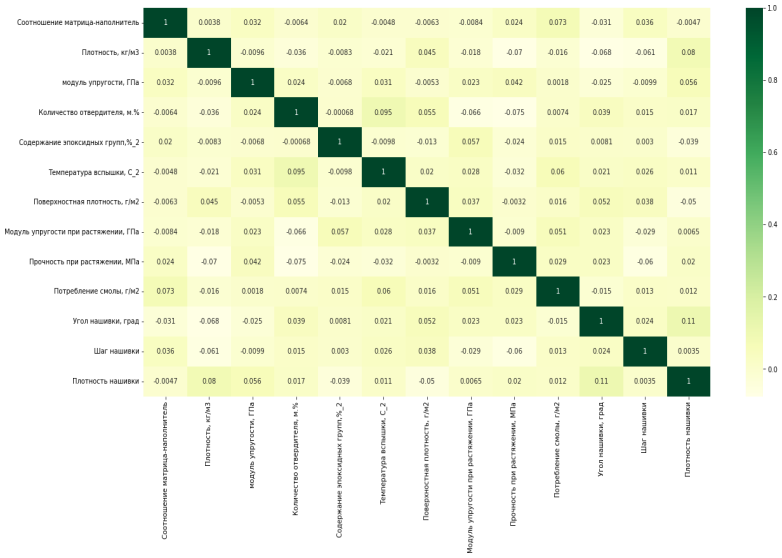 Соотношение матрица-наполнитель 1 0.0038 0.032 -0.0064 0.02 -0.0048 -0.0063 -0.0084 0.024 0.073 -0.031 0.036 -0.0047
Плотность, кг/м3 0.0038 1 -0.0096 -0.036 -0.0083 -0.021 0.045 -0.018 -0.07 -0.016 -0.068 -0.061 0.08
модуль упругости, ГПа 0.032 -0.0096 1 0.024 -0.0068 0.031 -0.0053 0.023 0.042 0.0018 -0.025 -0.0099 0.056
Количество отвердителя, м.% -0.0064 -0.036 0.024 1 -0.00068 0.095 0.055 -0.066 -0.075 0.0074 0.039 0.015 0.017
Содержание эпоксидных групп,%_2 0.02 -0.0083 -0.0068 -0.00068 1 -0.0098 -0.013 0.057 -0.024 0.015 0.0081 0.003 -0.039
Температура вспышки, С_2 -0.0048 -0.021 0.031 0.095 -0.0098 1 0.02 0.028 -0.032 0.06 0.021 0.026 0.011
Поверхностная плотность, г/м2 -0.0063 0.045 -0.0053 0.055 -0.013 0.02 1 0.037 -0.0032 0.016 0.052 0.038 -0.05
Модуль упругости при растяжении, ГПа -0.0084 -0.018 0.023 -0.066 0.057 0.028 0.037 1 -0.009 0.051 0.023 -0.029 0.0065
Прочность при растяжении, МПа 0.024 -0.07 0.042 -0.075 -0.024 -0.032 -0.0032 -0.009 1 0.029 0.023 -0.06 0.02
Потребление смолы, г/м2 0.073 -0.016 0.0018 0.0074 0.015 0.06 0.016 0.051 0.029 1 -0.015 0.013 0.012
Угол нашивки, град -0.031 -0.068 -0.025 0.039 0.0081 0.021 0.052 0.023 0.023 -0.015 1 0.024 0.11
Шаг нашивки 0.036 -0.061 -0.0099 0.015 0.003 0.026 0.038 -0.029 -0.06 0.013 0.024 1 0.0035
Плотность нашивки -0.0047 0.08 0.056 0.017 -0.039 0.011 -0.05 0.0065 0.02 0.012 0.11 0.0035 1
Соотношение матрица-наполнитель
Плотность, кг/м3
модуль упругости, ГПа
Количество отвердителя, м.%
Содержание эпоксидных групп,%_2
Температура вспышки, С_2
Поверхностная плотность, г/м2
Модуль упругости при растяжении, ГПа
Прочность при растяжении, МПа
Потребление смолы, г/м2
Угол нашивки, град
Шаг нашивки
Плотность нашивки
1.0
0.8
0.6
0.4
0.2
0.0